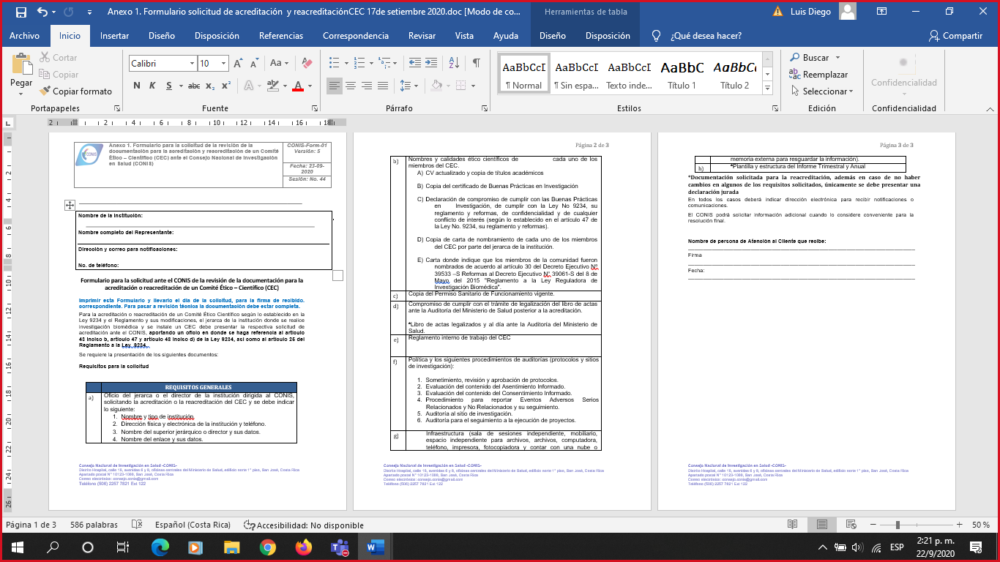 Anexo 1. Formulario solicitud de acreditación y reacreditaciónCEC 17de setiembre 2020.doc [Modo de co...
Herramientas de tabla
Luis Diego
Archivo Inicio Insertar Diseño Disposición Referencias Correspondencia Revisar Vista Ayuda Diseño Disposición ¿Qué desea hacer? Compartir
Pegar
Cortar
Copiar
Copiar formato
Portapapeles
Calibri 10
Aa
N K S abc x₂ x²
Fuente
Párrafo
AaBbCcI AaBbCcI AaBbCcI AaBbC AaBbCc
¶ Normal ¶ Sin espa... Texto inde... Título 1 Título 2
Estilos
Buscar
Reemplazar
Seleccionar
Edición
Confidencialidad
Confidencialidad
Anexo 1. Formulario para la solicitud de la revisión de la
documentación para la acreditación y reacreditación de un Comité
Ético – Científico (CEC) ante el Consejo Nacional de Investigación
en Salud (CONIS)
CONIS
CONIS-Form-01
Versión: 5
Fecha: 23-09-
2020
Sesión: No. 44
Nombre de la Institución:
Nombre completo del Representante:
Dirección y correo para notificaciones:
No. de teléfono:
Formulario para la solicitud ante el CONIS de la revisión de la documentación para la
acreditación o reacreditación de un Comité Ético – Científico (CEC)
Imprimir esta Formulario y llevarlo el día de la solicitud, para la firma de recibido,
correspondiente. Para pasar a revisión técnica la documentación debe estar completa.
Para la acreditación o reacreditación de un Comité Ético Científico según lo establecido en la
Ley 9234 y el Reglamento y sus modificaciones, el jerarca de la institución donde se realice
investigación biomédica y se instale un CEC debe presentar la respectiva solicitud de
acreditación ante el CONIS, aportando un oficio en donde se haga referencia al artículo
43 inciso b, artículo 47 y artículo 48 inciso d) de la Ley 9234, así como al artículo 25 del
Reglamento a la Ley 9234.
Se requiere la presentación de los siguientes documentos:
Requisitos para la solicitud
REQUISITOS GENERALES
a) Oficio del jerarca o el director de la institución dirigida al CONIS,
solicitando la acreditación o la reacreditación del CEC y se debe indicar
lo siguiente:
1. Nombre y tipo de institución.
2. Dirección física y electrónica de la institución y teléfono.
3. Nombre del superior jerárquico o director y sus datos.
4. Nombre del enlace y sus datos.
Consejo Nacional de Investigación en Salud -CONIS-
Distrito Hospital, calle 16, avenidas 6 y 8, oficinas centrales del Ministerio de Salud, edificio norte 1° piso, San José, Costa Rica
Apartado postal N° 10123-1000, San José, Costa Rica
Correo electrónico: consejo.conis@gmail.com
Teléfono (506) 2257 7821 Ext 122
Página 2 de 3
b) Nombres y calidades ético científicos de cada uno de los
miembros del CEC.
A) CV actualizado y copia de títulos académicos
B) Copia del certificado de Buenas Prácticas en Investigación
C) Declaración de compromiso de cumplir con las Buenas Prácticas
en Investigación, de cumplir con la Ley No 9234, su
reglamento y reformas, de confidencialidad y de cualquier
conflicto de interés (según lo establecido en el artículo 47 de
la Ley No. 9234, su reglamento y reformas).
D) Copia de carta de nombramiento de cada uno de los miembros
del CEC por parte del jerarca de la institución.
E) Carta donde indique que los miembros de la comunidad fueron
nombrados de acuerdo al artículo 30 del Decreto Ejecutivo Nº
39533 –S Reformas al Decreto Ejecutivo N° 39061-S del 8 de
Mayo del 2015 "Reglamento a la Ley Reguladora de
Investigación Biomédica".
c) Copia del Permiso Sanitario de Funcionamiento vigente.
d) Compromiso de cumplir con el trámite de legalización del libro de actas
ante la Auditoría del Ministerio de Salud posterior a la acreditación.
*Libro de actas legalizados y al día ante la Auditoría del Ministerio de
Salud.
e) Reglamento interno de trabajo del CEC
f) Política y los siguientes procedimientos de auditorías (protocolos y sitios
de investigación):
1. Sometimiento, revisión y aprobación de protocolos.
2. Evaluación del contenido del Asentimiento Informado.
3. Evaluación del contenido del Consentimiento Informado.
4. Procedimiento para reportar Eventos Adversos Serios
Relacionados y No Relacionados y su seguimiento.
5. Auditoría al sitio de investigación.
6. Auditoría para el seguimiento a la ejecución de proyectos.
g) Infraestructura (sala de sesiones independiente, mobiliario,
espacio independiente para archivos, archivos, computadora,
teléfono, impresora, fotocopiadora y contar con una nube o
Consejo Nacional de Investigación en Salud -CONIS-
Distrito Hospital, calle 16, avenidas 6 y 8, oficinas centrales del Ministerio de Salud, edificio norte 1° piso, San José, Costa Rica
Apartado postal N° 10123-1000, San José, Costa Rica
Correo electrónico: consejo.conis@gmail.com
Teléfono (506) 2257 7821 Ext 122
Página 3 de 3
memoria externa para resguardar la información).
h) *Plantilla y estructura del Informe Trimestral y Anual
*Documentación solicitada para la reacreditación, además en caso de no haber
cambios en algunos de los requisitos solicitados, únicamente se debe presentar una
declaración jurada
En todos los casos deberá indicar dirección electrónica para recibir notificaciones o
comunicaciones.
El CONIS podrá solicitar información adicional cuando lo considere conveniente para la
resolución final.
Nombre de persona de Atención al Cliente que recibe:
Firma
Fecha:
Consejo Nacional de Investigación en Salud -CONIS-
Distrito Hospital, calle 16, avenidas 6 y 8, oficinas centrales del Ministerio de Salud, edificio norte 1° piso, San José, Costa Rica
Apartado postal N° 10123-1000, San José, Costa Rica
Correo electrónico: consejo.conis@gmail.com
Teléfono (506) 2257 7821 Ext 122
Página 1 de 3 586 palabras Español (Costa Rica) Accesibilidad: No disponible 50 %
ESP
2:21 p. m.
22/9/2020